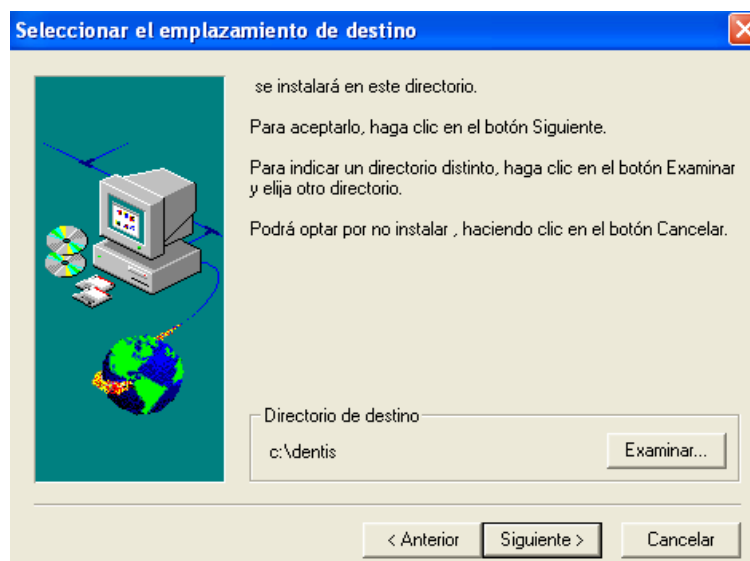 Seleccionar el emplazamiento de destino
se instalará en este directorio.
Para aceptarlo, haga clic en el botón Siguiente.
Para indicar un directorio distinto, haga clic en el botón Examinar
y elija otro directorio.
Podrá optar por no instalar , haciendo clic en el botón Cancelar.
Directorio de destino
c:\dentis
Examinar...
< Anterior
Siguiente >
Cancelar